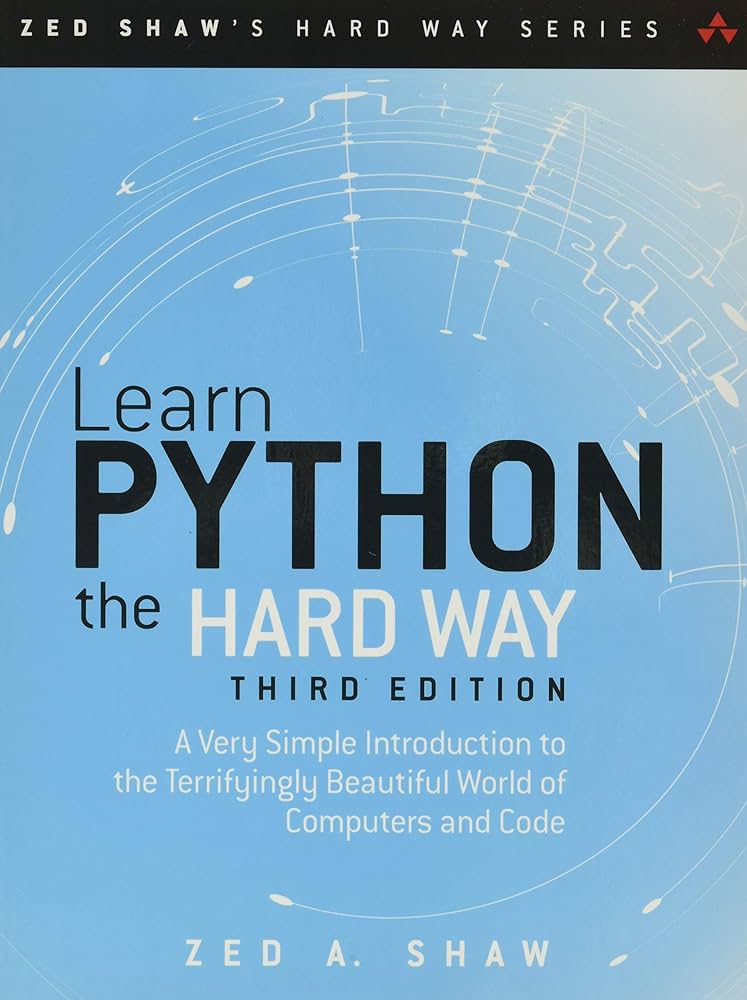 ZED SHAW'S HARD WAY SERIES
Learn
PYTHON
the HARD WAY
THIRD EDITION
A Very Simple Introduction to
the Terrifyingly Beautiful World of
Computers and Code
ZED A. SHAW